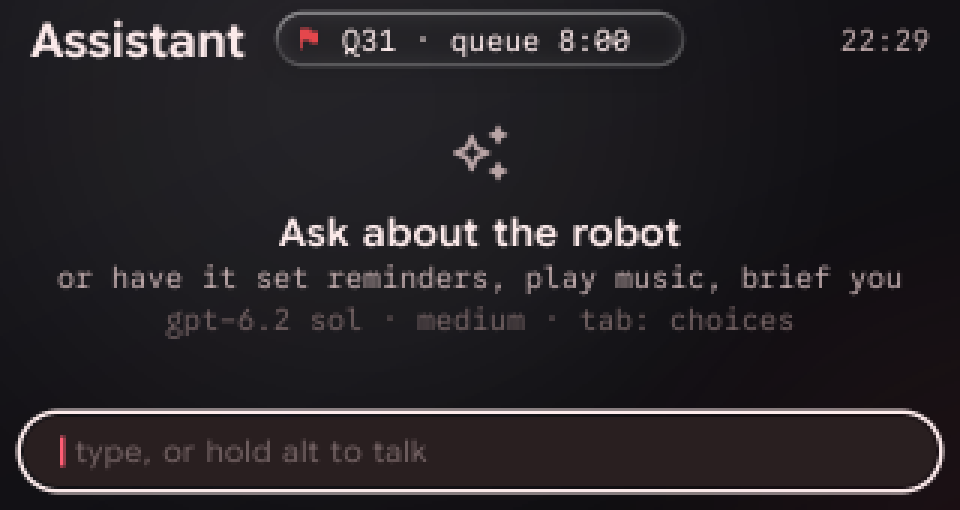 Assistant
Q31 · queue 8:00
22:29
Ask about the robot
or have it set reminders, play music, brief you
gpt-6.2 sol · medium · tab: choices
type, or hold alt to talk